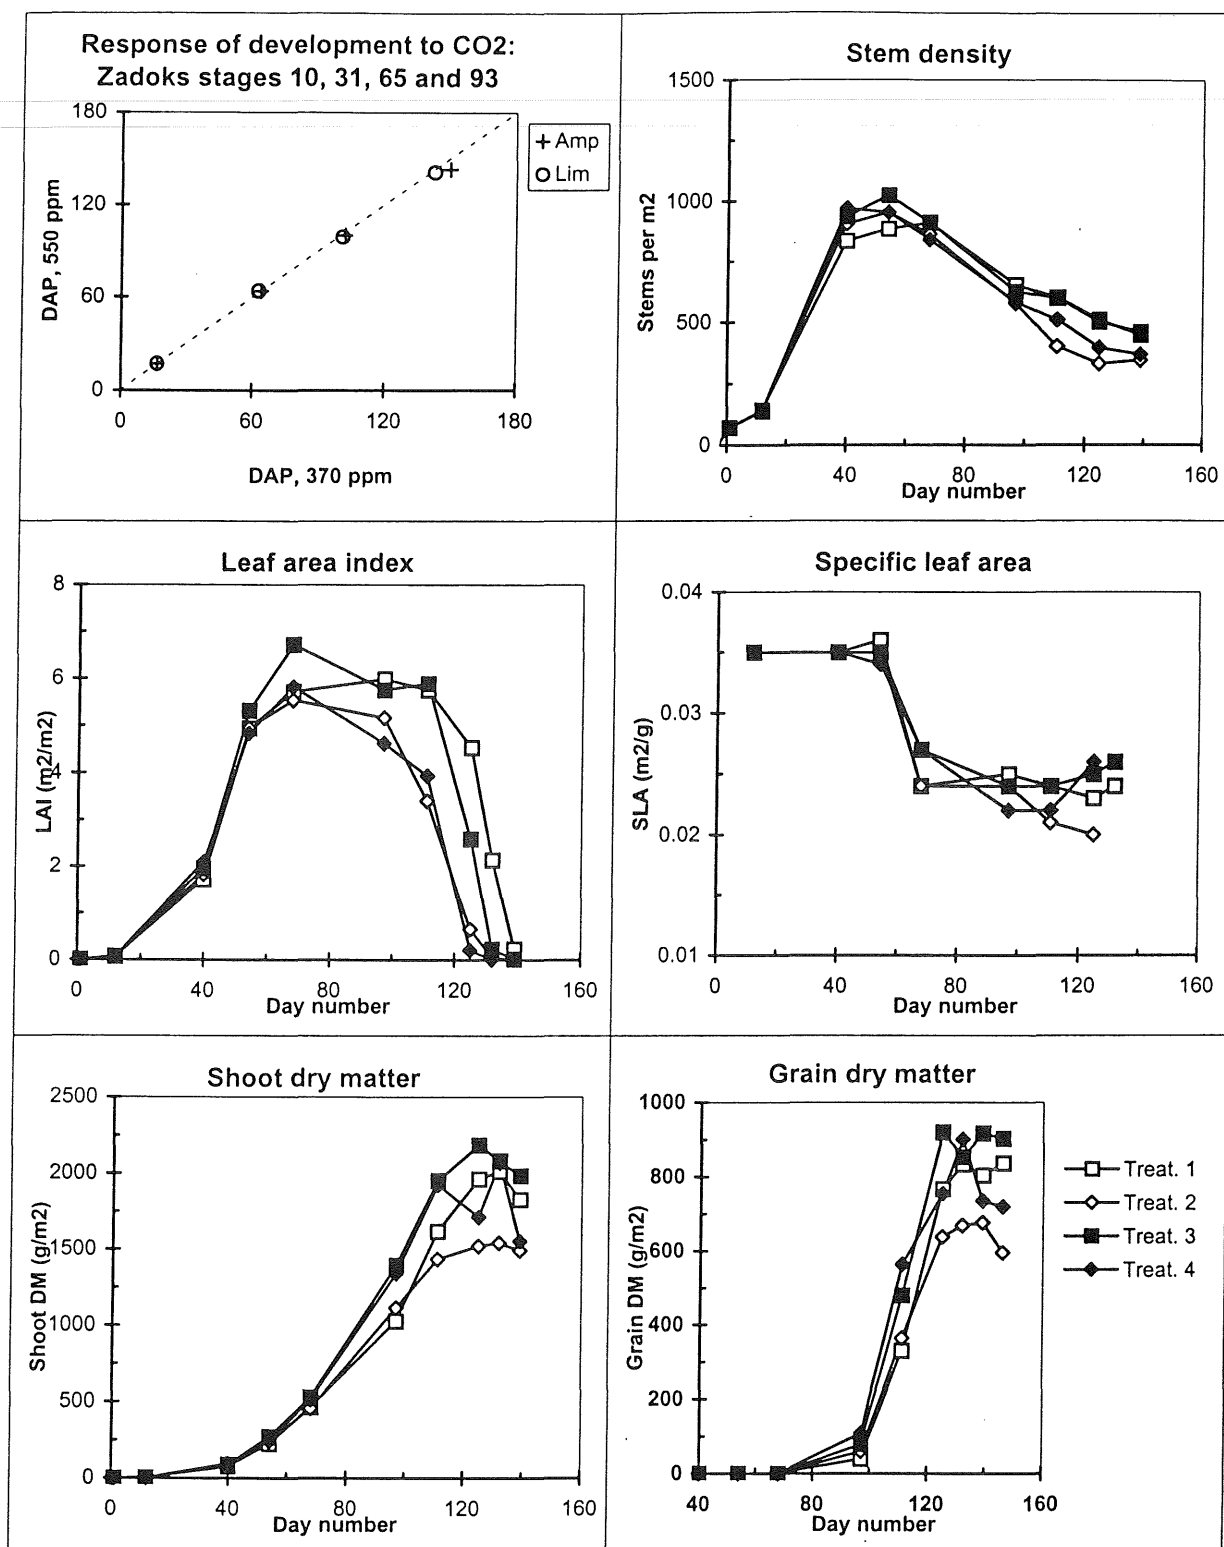 Response of development to CO2:
Zadoks stages 10, 31, 65 and 93
180
120
60
0
DAP, 550 ppm
0 60 120 180
DAP, 370 ppm
Amp
Lim
Stem density
1500
1000
500
0
Stems per m2
0 40 80 120 160
Day number
Leaf area index
8
6
4
2
0
LAI (m2/m2)
0 40 80 120 160
Day number
Specific leaf area
0.04
0.03
0.02
0.01
SLA (m2/g)
0 40 80 120 160
Day number
Shoot dry matter
2500
2000
1500
1000
500
0
Shoot DM (g/m2)
0 40 80 120 160
Day number
Grain dry matter
1000
800
600
400
200
0
Grain DM (g/m2)
40 80 120 160
Day number
Treat. 1
Treat. 2
Treat. 3
Treat. 4